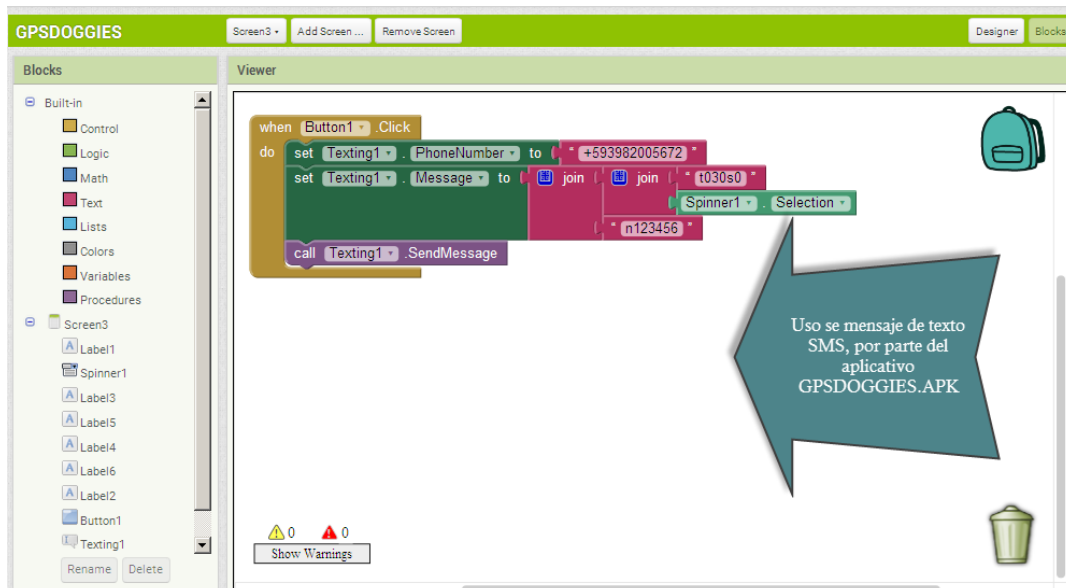 GPSDOGGIES
Screen3
Add Screen ...
Remove Screen
Designer
Blocks
Blocks
Viewer
Built-in
Control
Logic
Math
Text
Lists
Colors
Variables
Procedures
Screen3
Label1
Spinner1
Label3
Label5
Label4
Label6
Label2
Button1
Texting1
Rename
Delete
when Button1 .Click
do set Texting1 . PhoneNumber to " +593982005672 "
set Texting1 . Message to join join " t030s0 "
Spinner1 . Selection
" n123456 "
call Texting1 .SendMessage
Uso se mensaje de texto
SMS, por parte del
aplicativo
GPSDOGGIES.APK
0 0
Show Warnings